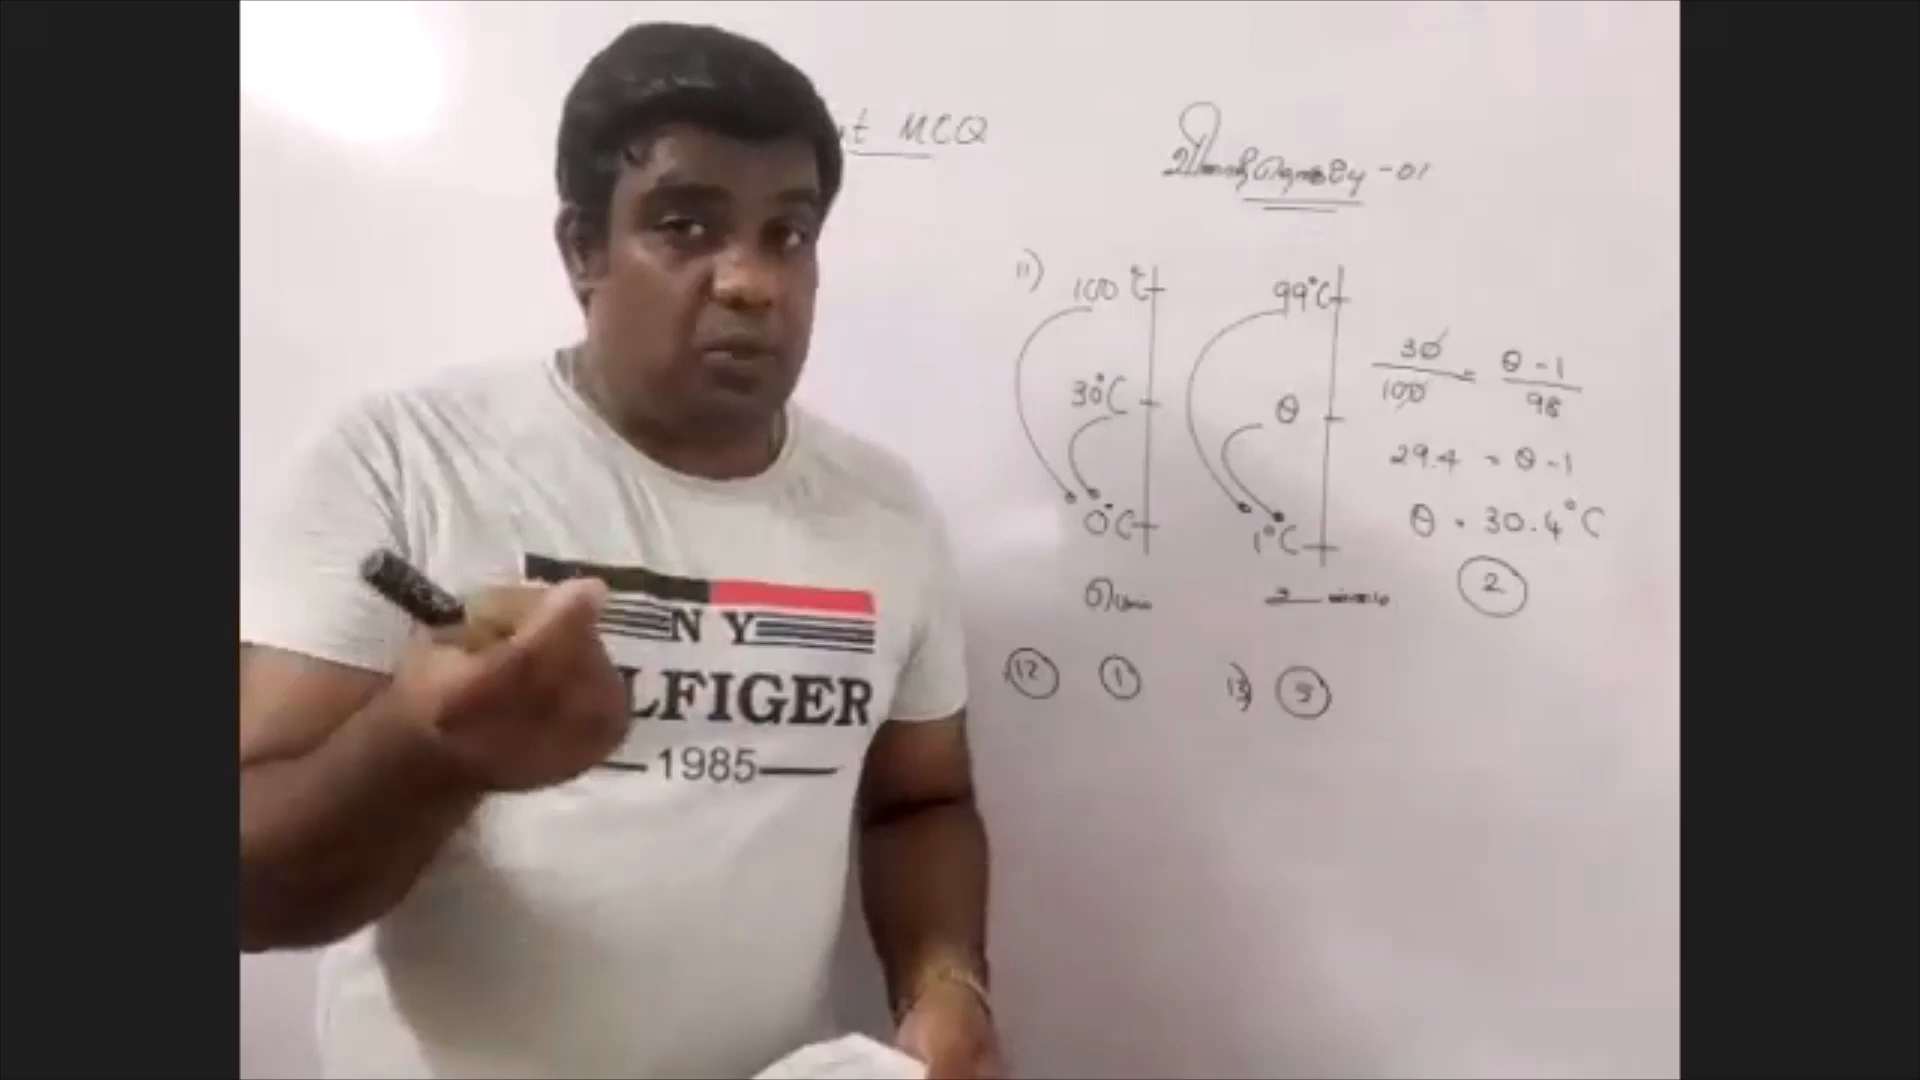 MCQ
வினாத்தொகுதி -01
11) 100°C
99°C
30°C
θ
0°C
1°C
30/100 = θ-1/98
29.4 = θ-1
θ = 30.4°C
2
12 1 13)
N Y
LFIGER
1985